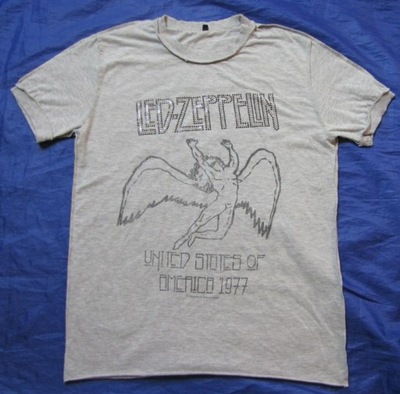 LED-ZEPPELIN
UNITED STATES OF
AMERICA 1977